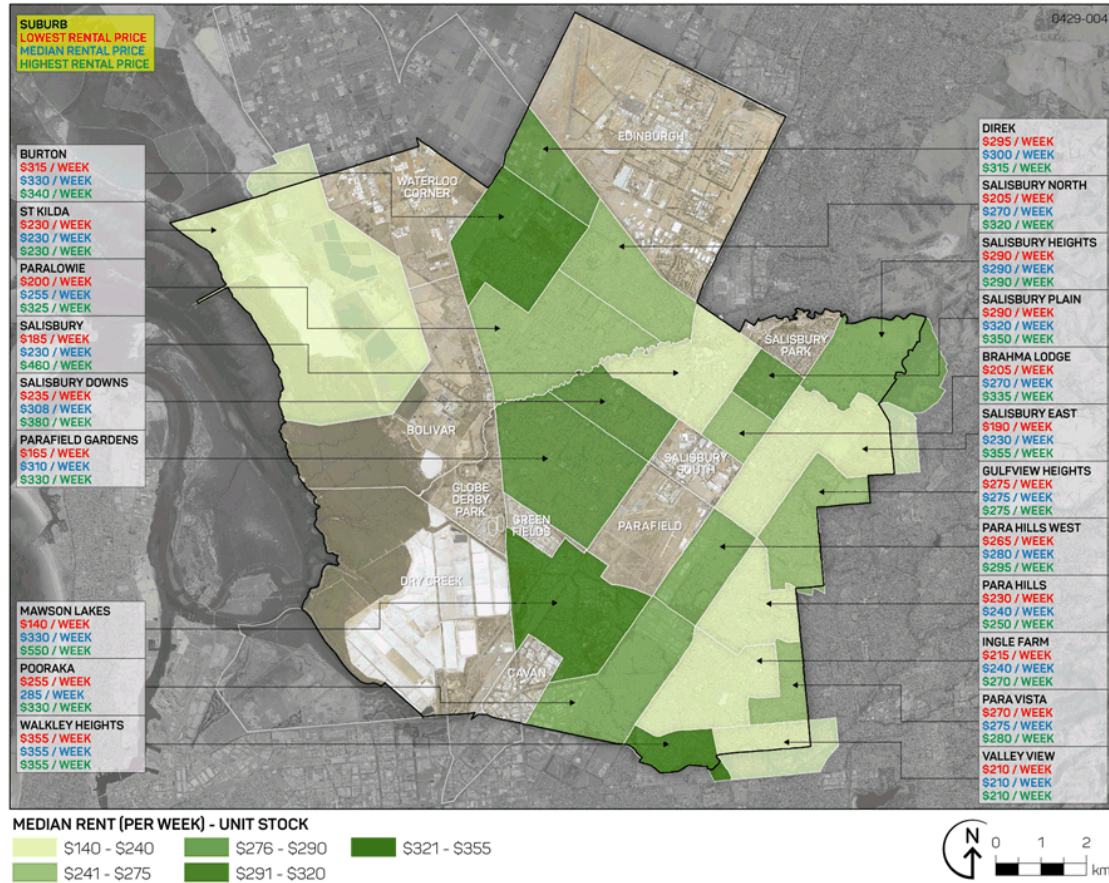 SUBURB
LOWEST RENTAL PRICE
MEDIAN RENTAL PRICE
HIGHEST RENTAL PRICE
0429-004
BURTON
$315 / WEEK
$330 / WEEK
$340 / WEEK
ST KILDA
$230 / WEEK
$230 / WEEK
$230 / WEEK
PARALOWIE
$200 / WEEK
$255 / WEEK
$325 / WEEK
SALISBURY
$185 / WEEK
$230 / WEEK
$460 / WEEK
SALISBURY DOWNS
$235 / WEEK
$308 / WEEK
$380 / WEEK
PARAFIELD GARDENS
$165 / WEEK
$310 / WEEK
$330 / WEEK
MAWSON LAKES
$140 / WEEK
$330 / WEEK
$550 / WEEK
POORAKA
$255 / WEEK
285 / WEEK
$330 / WEEK
WALKLEY HEIGHTS
$355 / WEEK
$355 / WEEK
$355 / WEEK
EDINBURGH
WATERLOO
CORNER
SALISBURY
PARK
BOLIVAR
SALISBURY
SOUTH
GLOBE
DERBY
PARK
GREEN
FIELDS
PARAFIELD
DRY CREEK
CAVAN
DIREK
$295 / WEEK
$300 / WEEK
$315 / WEEK
SALISBURY NORTH
$205 / WEEK
$270 / WEEK
$320 / WEEK
SALISBURY HEIGHTS
$290 / WEEK
$290 / WEEK
$290 / WEEK
SALISBURY PLAIN
$290 / WEEK
$320 / WEEK
$350 / WEEK
BRAHMA LODGE
$205 / WEEK
$270 / WEEK
$335 / WEEK
SALISBURY EAST
$190 / WEEK
$230 / WEEK
$355 / WEEK
GULFVIEW HEIGHTS
$275 / WEEK
$275 / WEEK
$275 / WEEK
PARA HILLS WEST
$265 / WEEK
$280 / WEEK
$295 / WEEK
PARA HILLS
$230 / WEEK
$240 / WEEK
$250 / WEEK
INGLE FARM
$215 / WEEK
$240 / WEEK
$270 / WEEK
PARA VISTA
$270 / WEEK
$275 / WEEK
$280 / WEEK
VALLEY VIEW
$210 / WEEK
$210 / WEEK
$210 / WEEK
MEDIAN RENT (PER WEEK) - UNIT STOCK
$140 - $240
$276 - $290
$321 - $355
$241 - $275
$291 - $320
N
0 1 2
km